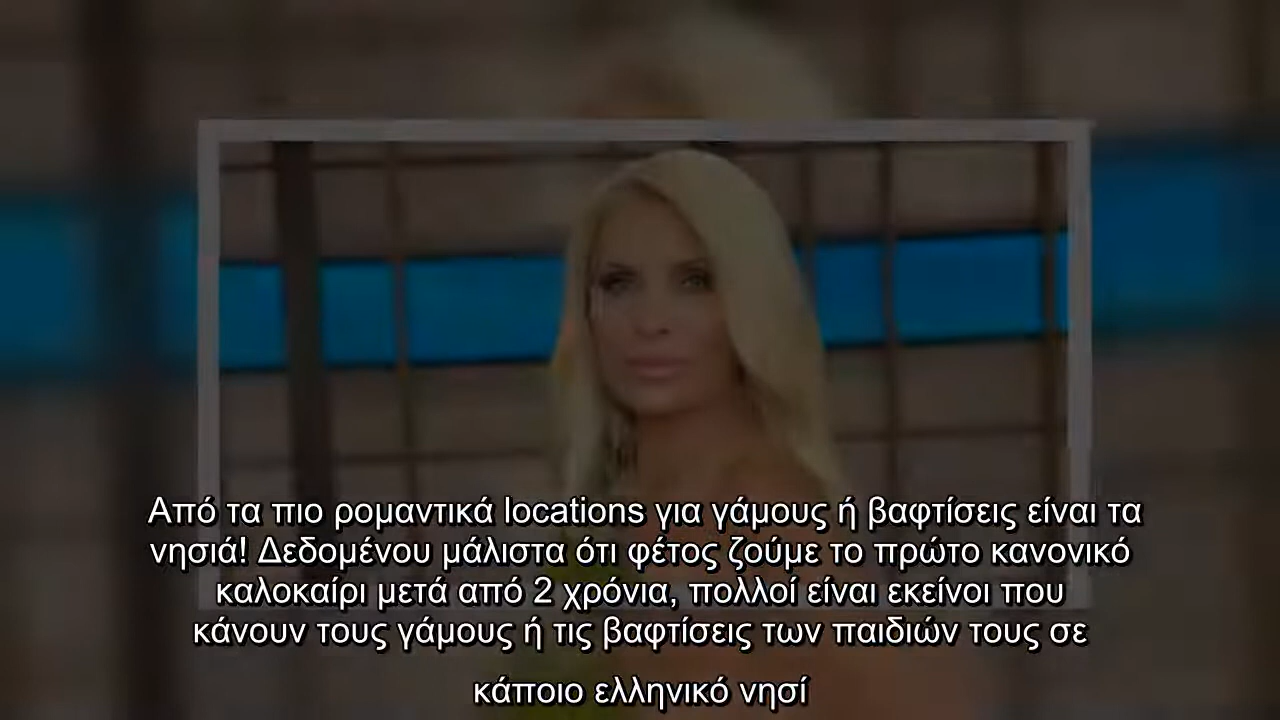 Από τα πιο ρομαντικά locations για γάμους ή βαφτίσεις είναι τα
νησιά! Δεδομένου μάλιστα ότι φέτος ζούμε το πρώτο κανονικό
καλοκαίρι μετά από 2 χρόνια, πολλοί είναι εκείνοι που
κάνουν τους γάμους ή τις βαφτίσεις των παιδιών τους σε
κάποιο ελληνικό νησί